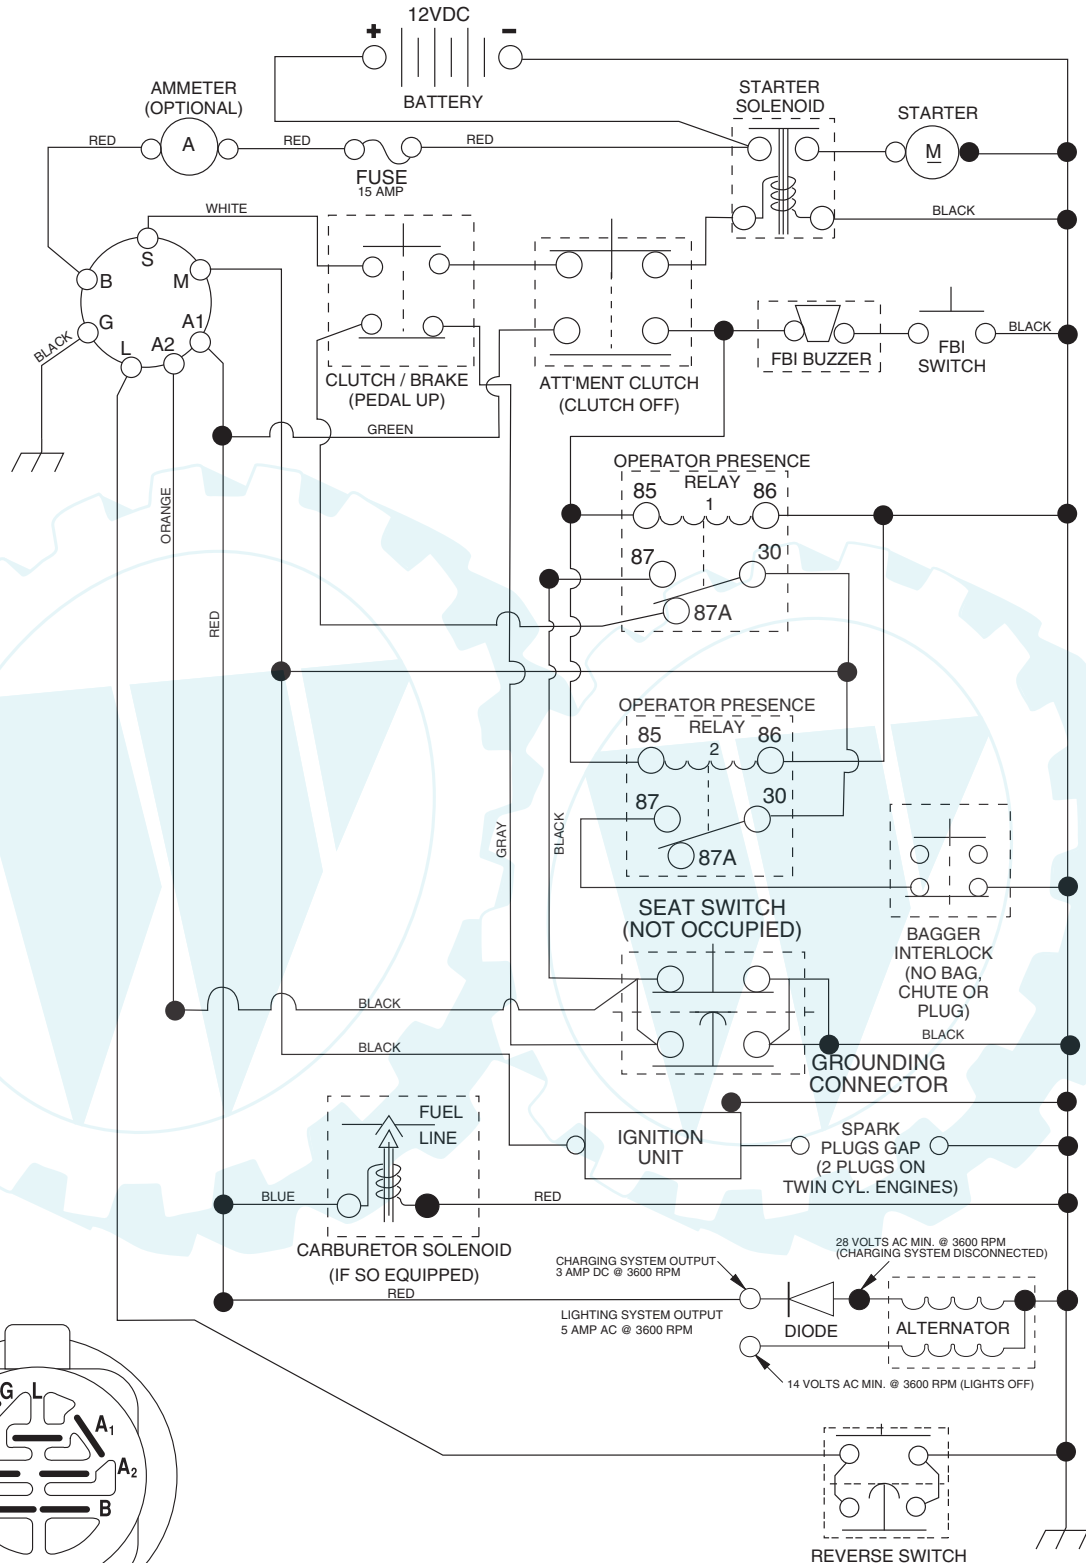 12VDC
+ -
BATTERY
AMMETER
(OPTIONAL)
STARTER
SOLENOID
STARTER
RED
A
RED
RED
M
FUSE
15 AMP
WHITE
BLACK
S
B
M
G
A1
L
A2
BLACK
CLUTCH / BRAKE
(PEDAL UP)
ATT'MENT CLUTCH
(CLUTCH OFF)
FBI BUZZER
FBI
SWITCH
BLACK
GREEN
OPERATOR PRESENCE
RELAY
1
85
86
87
30
87A
ORANGE
RED
OPERATOR PRESENCE
RELAY
2
85
86
87
30
87A
GRAY
BLACK
SEAT SWITCH
(NOT OCCUPIED)
BAGGER
INTERLOCK
(NO BAG,
CHUTE OR
PLUG)
BLACK
BLACK
BLACK
GROUNDING
CONNECTOR
FUEL
LINE
IGNITION
UNIT
SPARK
PLUGS GAP
(2 PLUGS ON
TWIN CYL. ENGINES)
BLUE
RED
CARBURETOR SOLENOID
(IF SO EQUIPPED)
RED
CHARGING SYSTEM OUTPUT
3 AMP DC @ 3600 RPM
28 VOLTS AC MIN. @ 3600 RPM
(CHARGING SYSTEM DISCONNECTED)
LIGHTING SYSTEM OUTPUT
5 AMP AC @ 3600 RPM
DIODE
ALTERNATOR
14 VOLTS AC MIN. @ 3600 RPM (LIGHTS OFF)
G L
A1
A2
B
REVERSE SWITCH